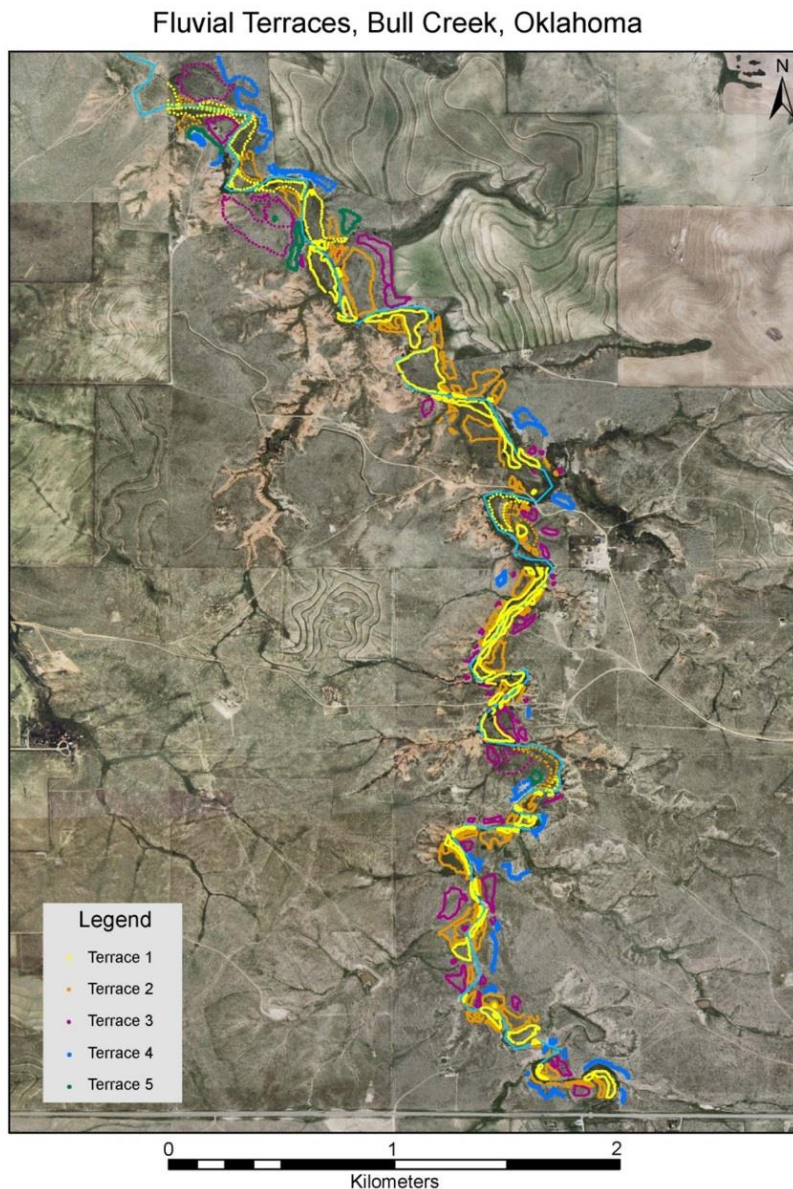 Fluvial Terraces, Bull Creek, Oklahoma
N
Legend
Terrace 1
Terrace 2
Terrace 3
Terrace 4
Terrace 5
0 1 2
Kilometers